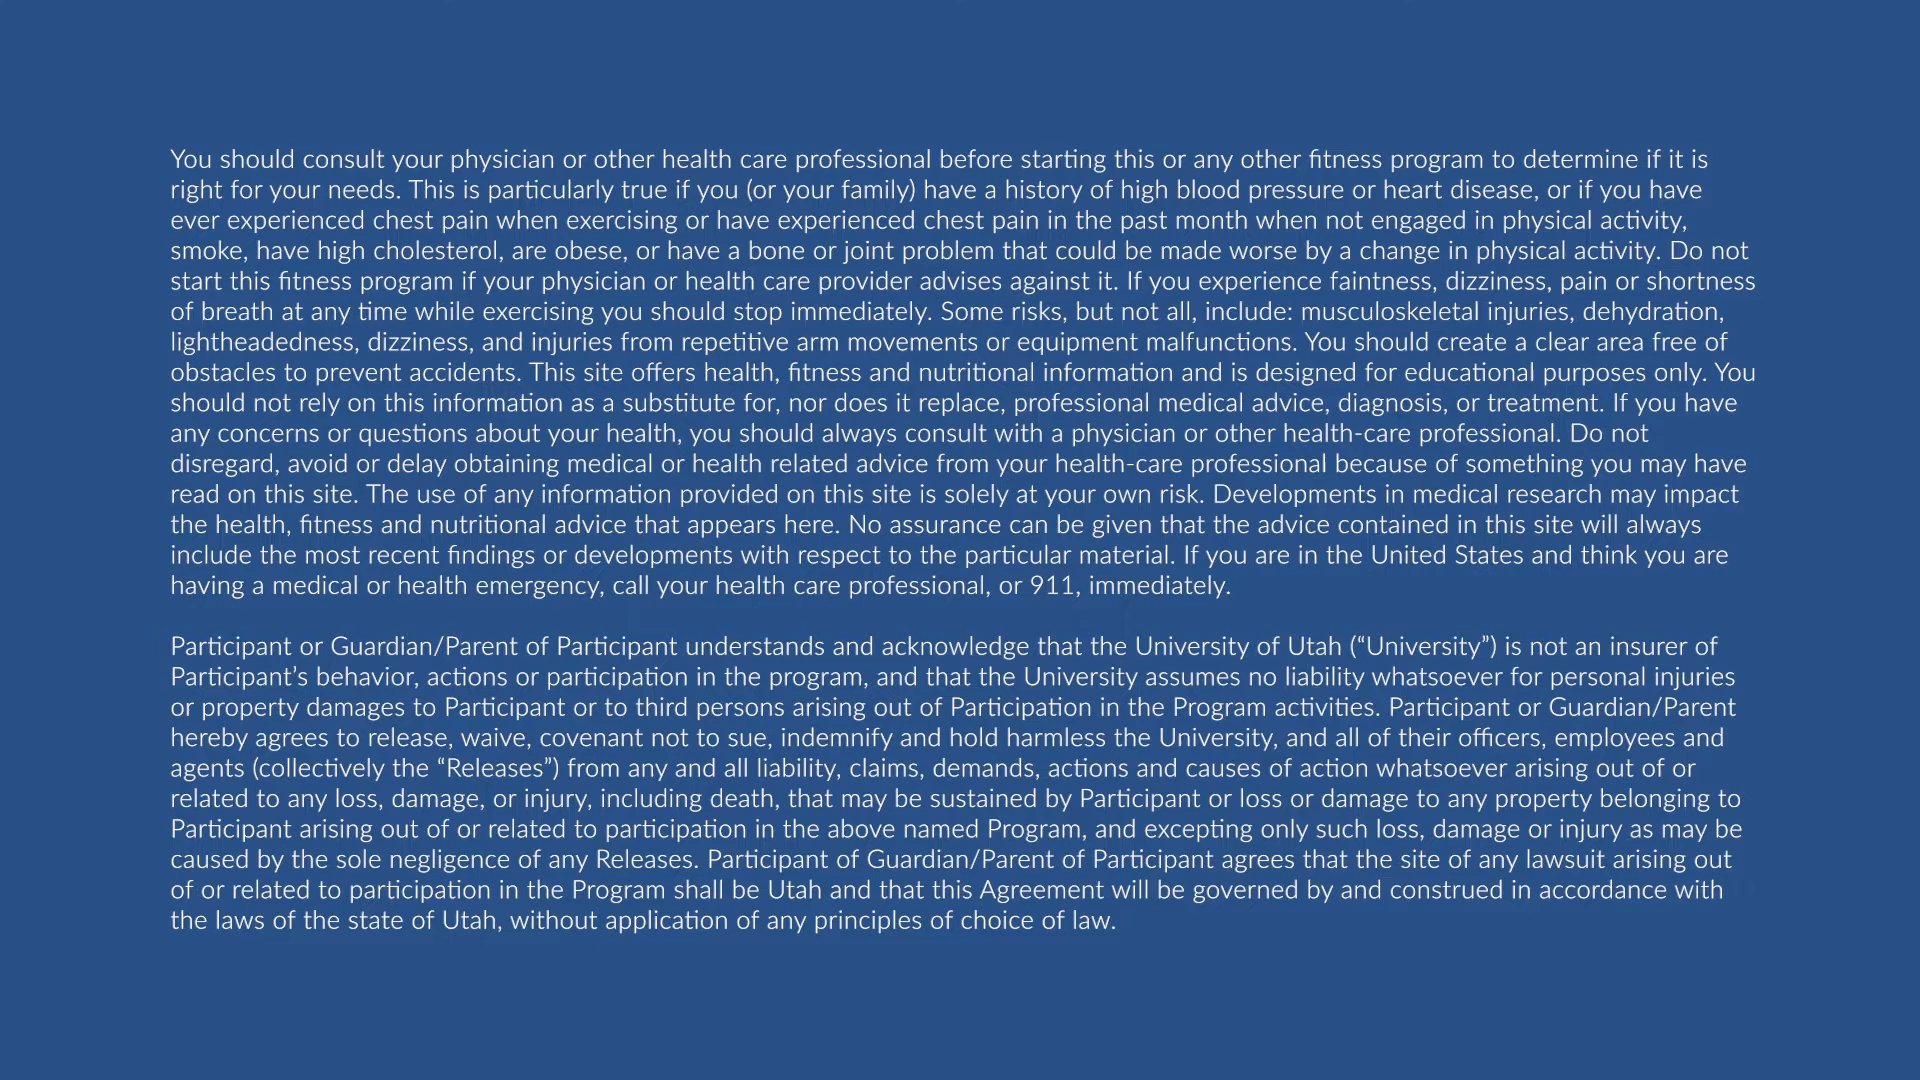 You should consult your physician or other health care professional before starting this or any other fitness program to determine if it is
right for your needs. This is particularly true if you (or your family) have a history of high blood pressure or heart disease, or if you have
ever experienced chest pain when exercising or have experienced chest pain in the past month when not engaged in physical activity,
smoke, have high cholesterol, are obese, or have a bone or joint problem that could be made worse by a change in physical activity. Do not
start this fitness program if your physician or health care provider advises against it. If you experience faintness, dizziness, pain or shortness
of breath at any time while exercising you should stop immediately. Some risks, but not all, include: musculoskeletal injuries, dehydration,
lightheadedness, dizziness, and injuries from repetitive arm movements or equipment malfunctions. You should create a clear area free of
obstacles to prevent accidents. This site offers health, fitness and nutritional information and is designed for educational purposes only. You
should not rely on this information as a substitute for, nor does it replace, professional medical advice, diagnosis, or treatment. If you have
any concerns or questions about your health, you should always consult with a physician or other health-care professional. Do not
disregard, avoid or delay obtaining medical or health related advice from your health-care professional because of something you may have
read on this site. The use of any information provided on this site is solely at your own risk. Developments in medical research may impact
the health, fitness and nutritional advice that appears here. No assurance can be given that the advice contained in this site will always
include the most recent findings or developments with respect to the particular material. If you are in the United States and think you are
having a medical or health emergency, call your health care professional, or 911, immediately.
Participant or Guardian/Parent of Participant understands and acknowledge that the University of Utah (“University”) is not an insurer of
Participant’s behavior, actions or participation in the program, and that the University assumes no liability whatsoever for personal injuries
or property damages to Participant or to third persons arising out of Participation in the Program activities. Participant or Guardian/Parent
hereby agrees to release, waive, covenant not to sue, indemnify and hold harmless the University, and all of their officers, employees and
agents (collectively the “Releases”) from any and all liability, claims, demands, actions and causes of action whatsoever arising out of or
related to any loss, damage, or injury, including death, that may be sustained by Participant or loss or damage to any property belonging to
Participant arising out of or related to participation in the above named Program, and excepting only such loss, damage or injury as may be
caused by the sole negligence of any Releases. Participant of Guardian/Parent of Participant agrees that the site of any lawsuit arising out
of or related to participation in the Program shall be Utah and that this Agreement will be governed by and construed in accordance with
the laws of the state of Utah, without application of any principles of choice of law.